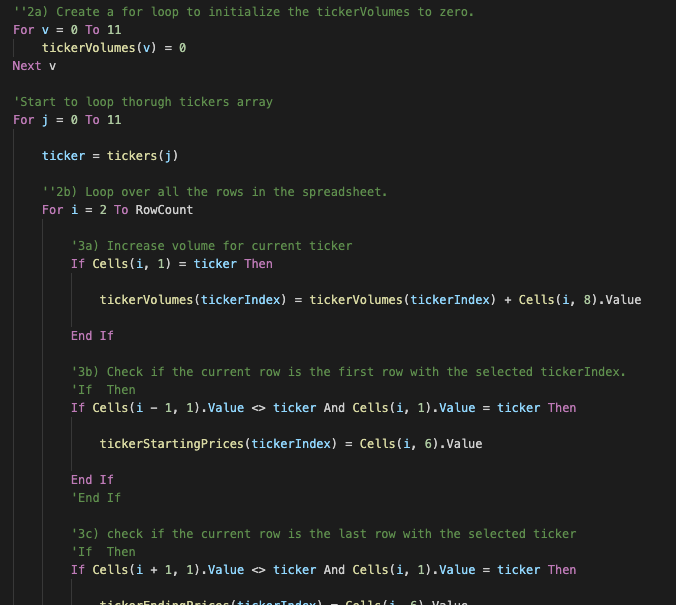 ''2a) Create a for loop to initialize the tickerVolumes to zero.
For v = 0 To 11
tickerVolumes(v) = 0
Next v
'Start to loop thorugh tickers array
For j = 0 To 11
ticker = tickers(j)
''2b) Loop over all the rows in the spreadsheet.
For i = 2 To RowCount
'3a) Increase volume for current ticker
If Cells(i, 1) = ticker Then
tickerVolumes(tickerIndex) = tickerVolumes(tickerIndex) + Cells(i, 8).Value
End If
'3b) Check if the current row is the first row with the selected tickerIndex.
'If  Then
If Cells(i - 1, 1).Value <> ticker And Cells(i, 1).Value = ticker Then
tickerStartingPrices(tickerIndex) = Cells(i, 6).Value
End If
'End If
'3c) check if the current row is the last row with the selected ticker
'If  Then
If Cells(i + 1, 1).Value <> ticker And Cells(i, 1).Value = ticker Then
tickerEndingPrices(tickerIndex) = Cells(i, 6).Value